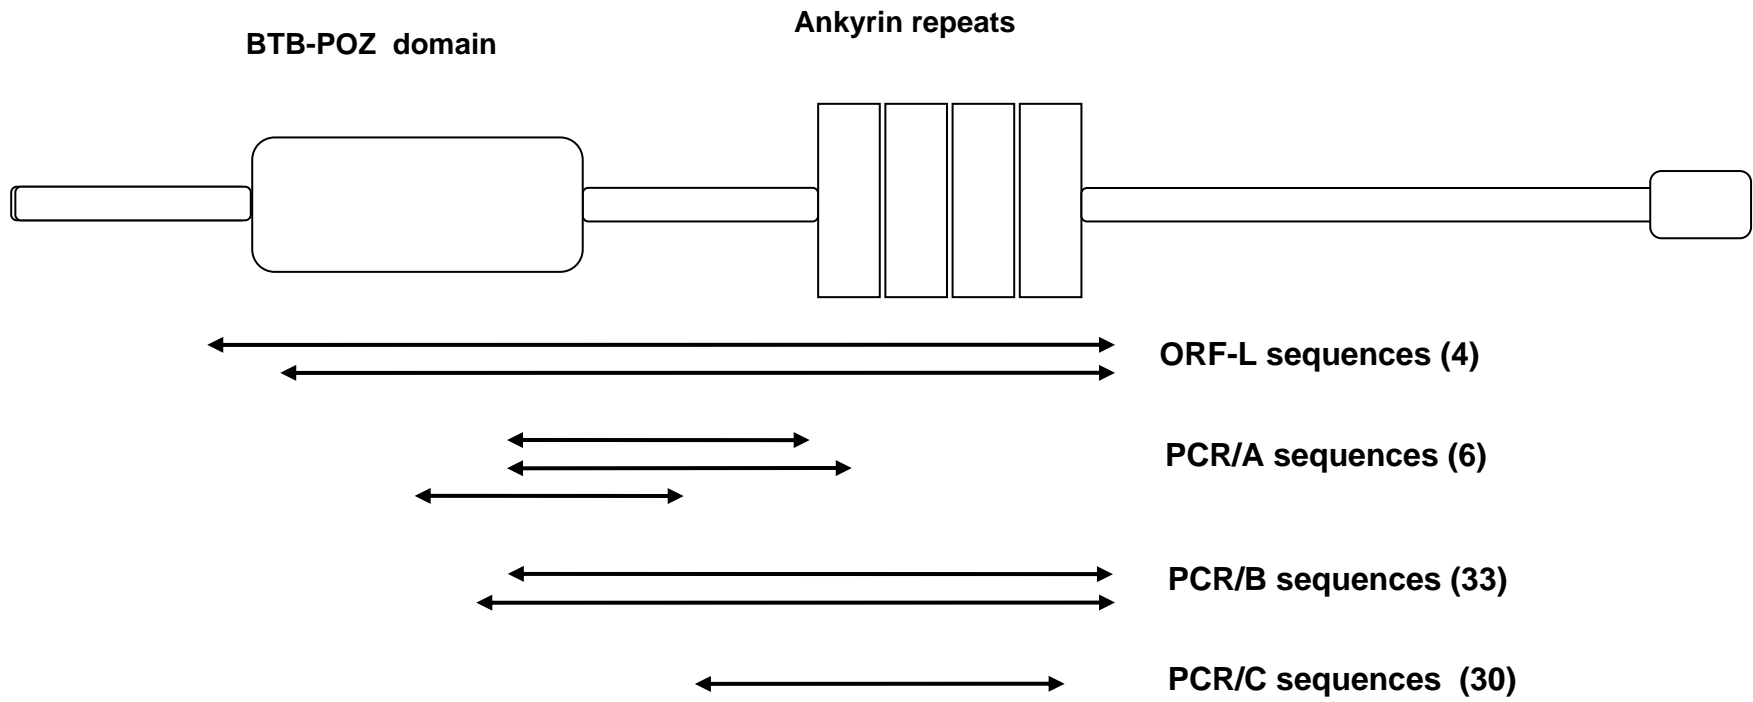 Ankyrin repeats
BTB-POZ domain
ORF-L sequences (4)
PCR/A sequences (6)
PCR/B sequences (33)
PCR/C sequences (30)